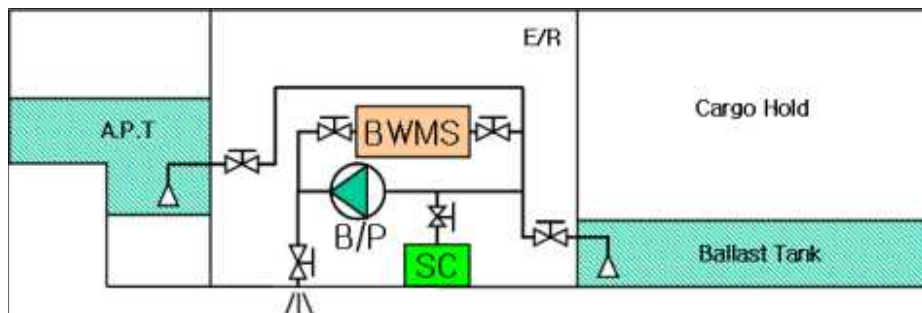 E/R
Cargo Hold
A.P.T
BWMS
B/P
SC
Ballast Tank